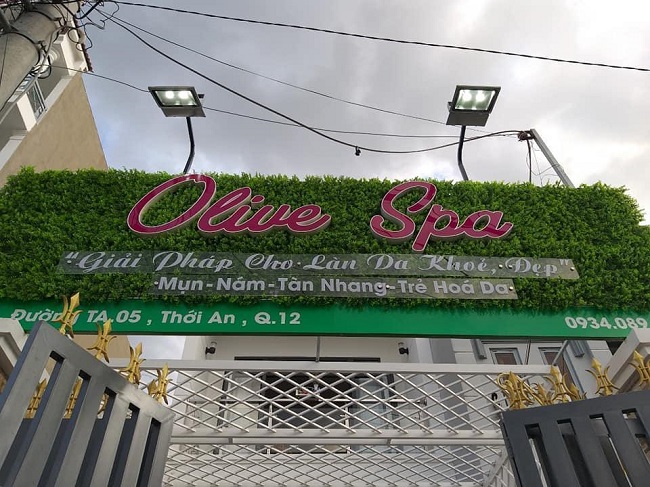 Olive Spa
"Giải Pháp Cho Làn Da Khoẻ, Đẹp"
Mụn-Nám-Tàn Nhang-Trẻ Hoá Da
TA.05 , Thới An , Q.12 0934.089